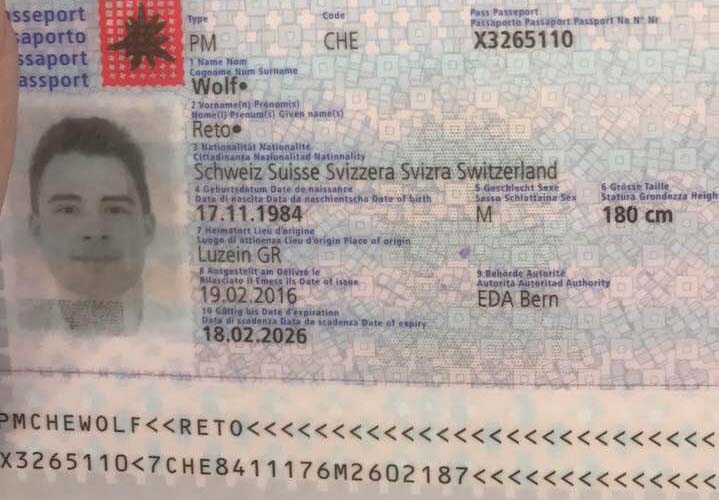 Type Code Pass Passeport
Passaporto Passaport Passport No N° Nr
PM CHE X3265110
1 Name Nom
Cognome Num Surname
Wolf•
2 Vorname(n) Prénom(s)
Nome(i) Prenum(s) Given name(s)
Reto•
3 Nationalität Nationalité
Cittadinanza Naziunalitad Nationality
Schweiz Suisse Svizzera Svizra Switzerland
4 Geburtsdatum Date de naissance 5 Geschlecht Sexe 6 Grösse Taille
Data di nascita Data da naschientscha Date of birth Sesso Schlattaina Sex Statura Grondezza Heigh
17.11.1984 M 180 cm
7 Heimatort Lieu d'origine
Luogo di attinenza Lieu d'origin Place of origin
Luzein GR
8 Ausgestellt am Délivré le 9 Behörde Autorité
Rilasciato il Emess ils Date of issue Autorità Autoritad Authority
19.02.2016 EDA Bern
10 Gültig bis Date d'expiration
Data di scadenza Data da scadenza Date of expiry
18.02.2026
asseport
saporto
ssaport
assport
PMCHEWOLF<<RETO<<<<<<<<<<<<<<<<<<<<<<<<<<
X3265110<7CHE8411176M2602187<<<<<<<<<<<<<